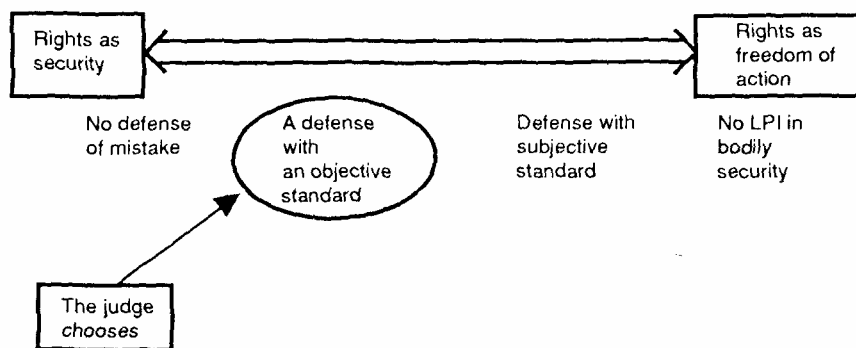 Rights as
security
Rights as
freedom of
action
No defense
of mistake
A defense
with
an objective
standard
Defense with
subjective
standard
No LPI in
bodily
security
The judge
chooses